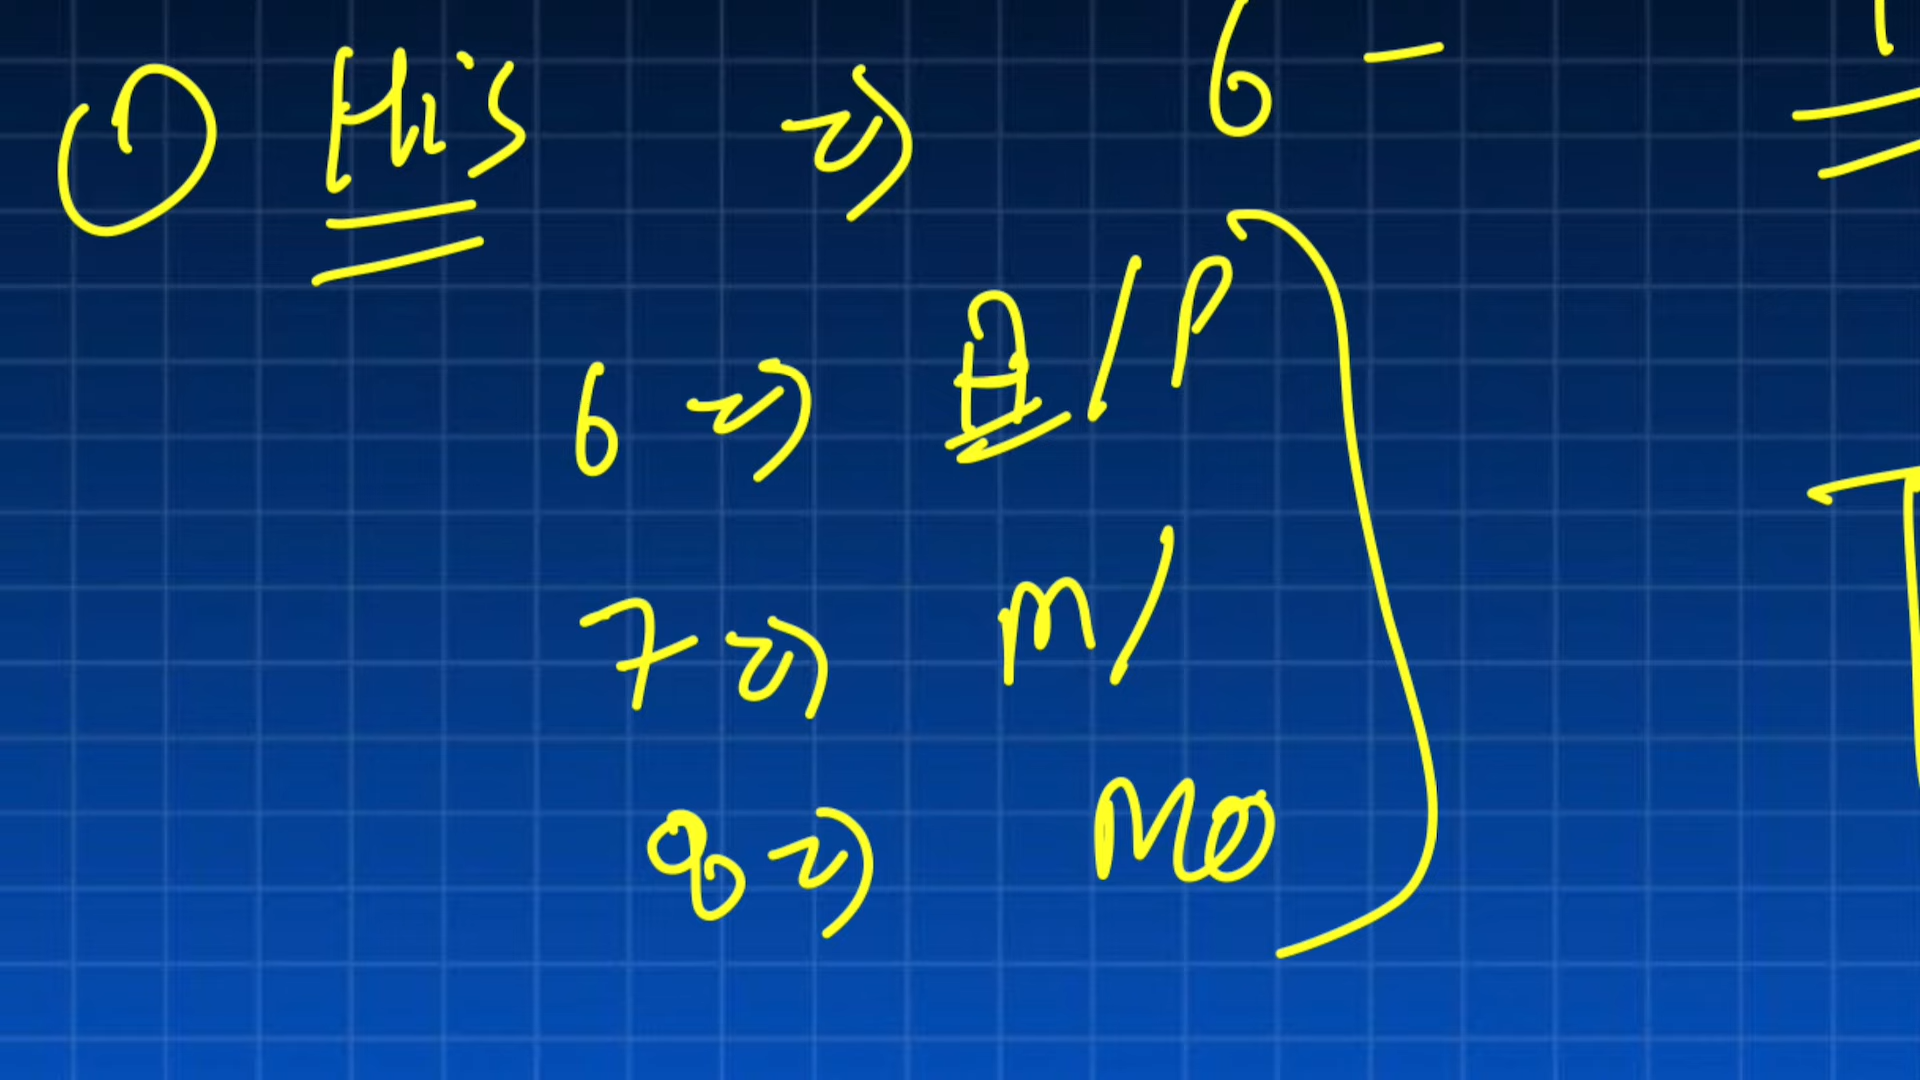 ① His ⇒ 6 –
6 ⇒ A/P
7 ⇒ M/
8 ⇒ MO